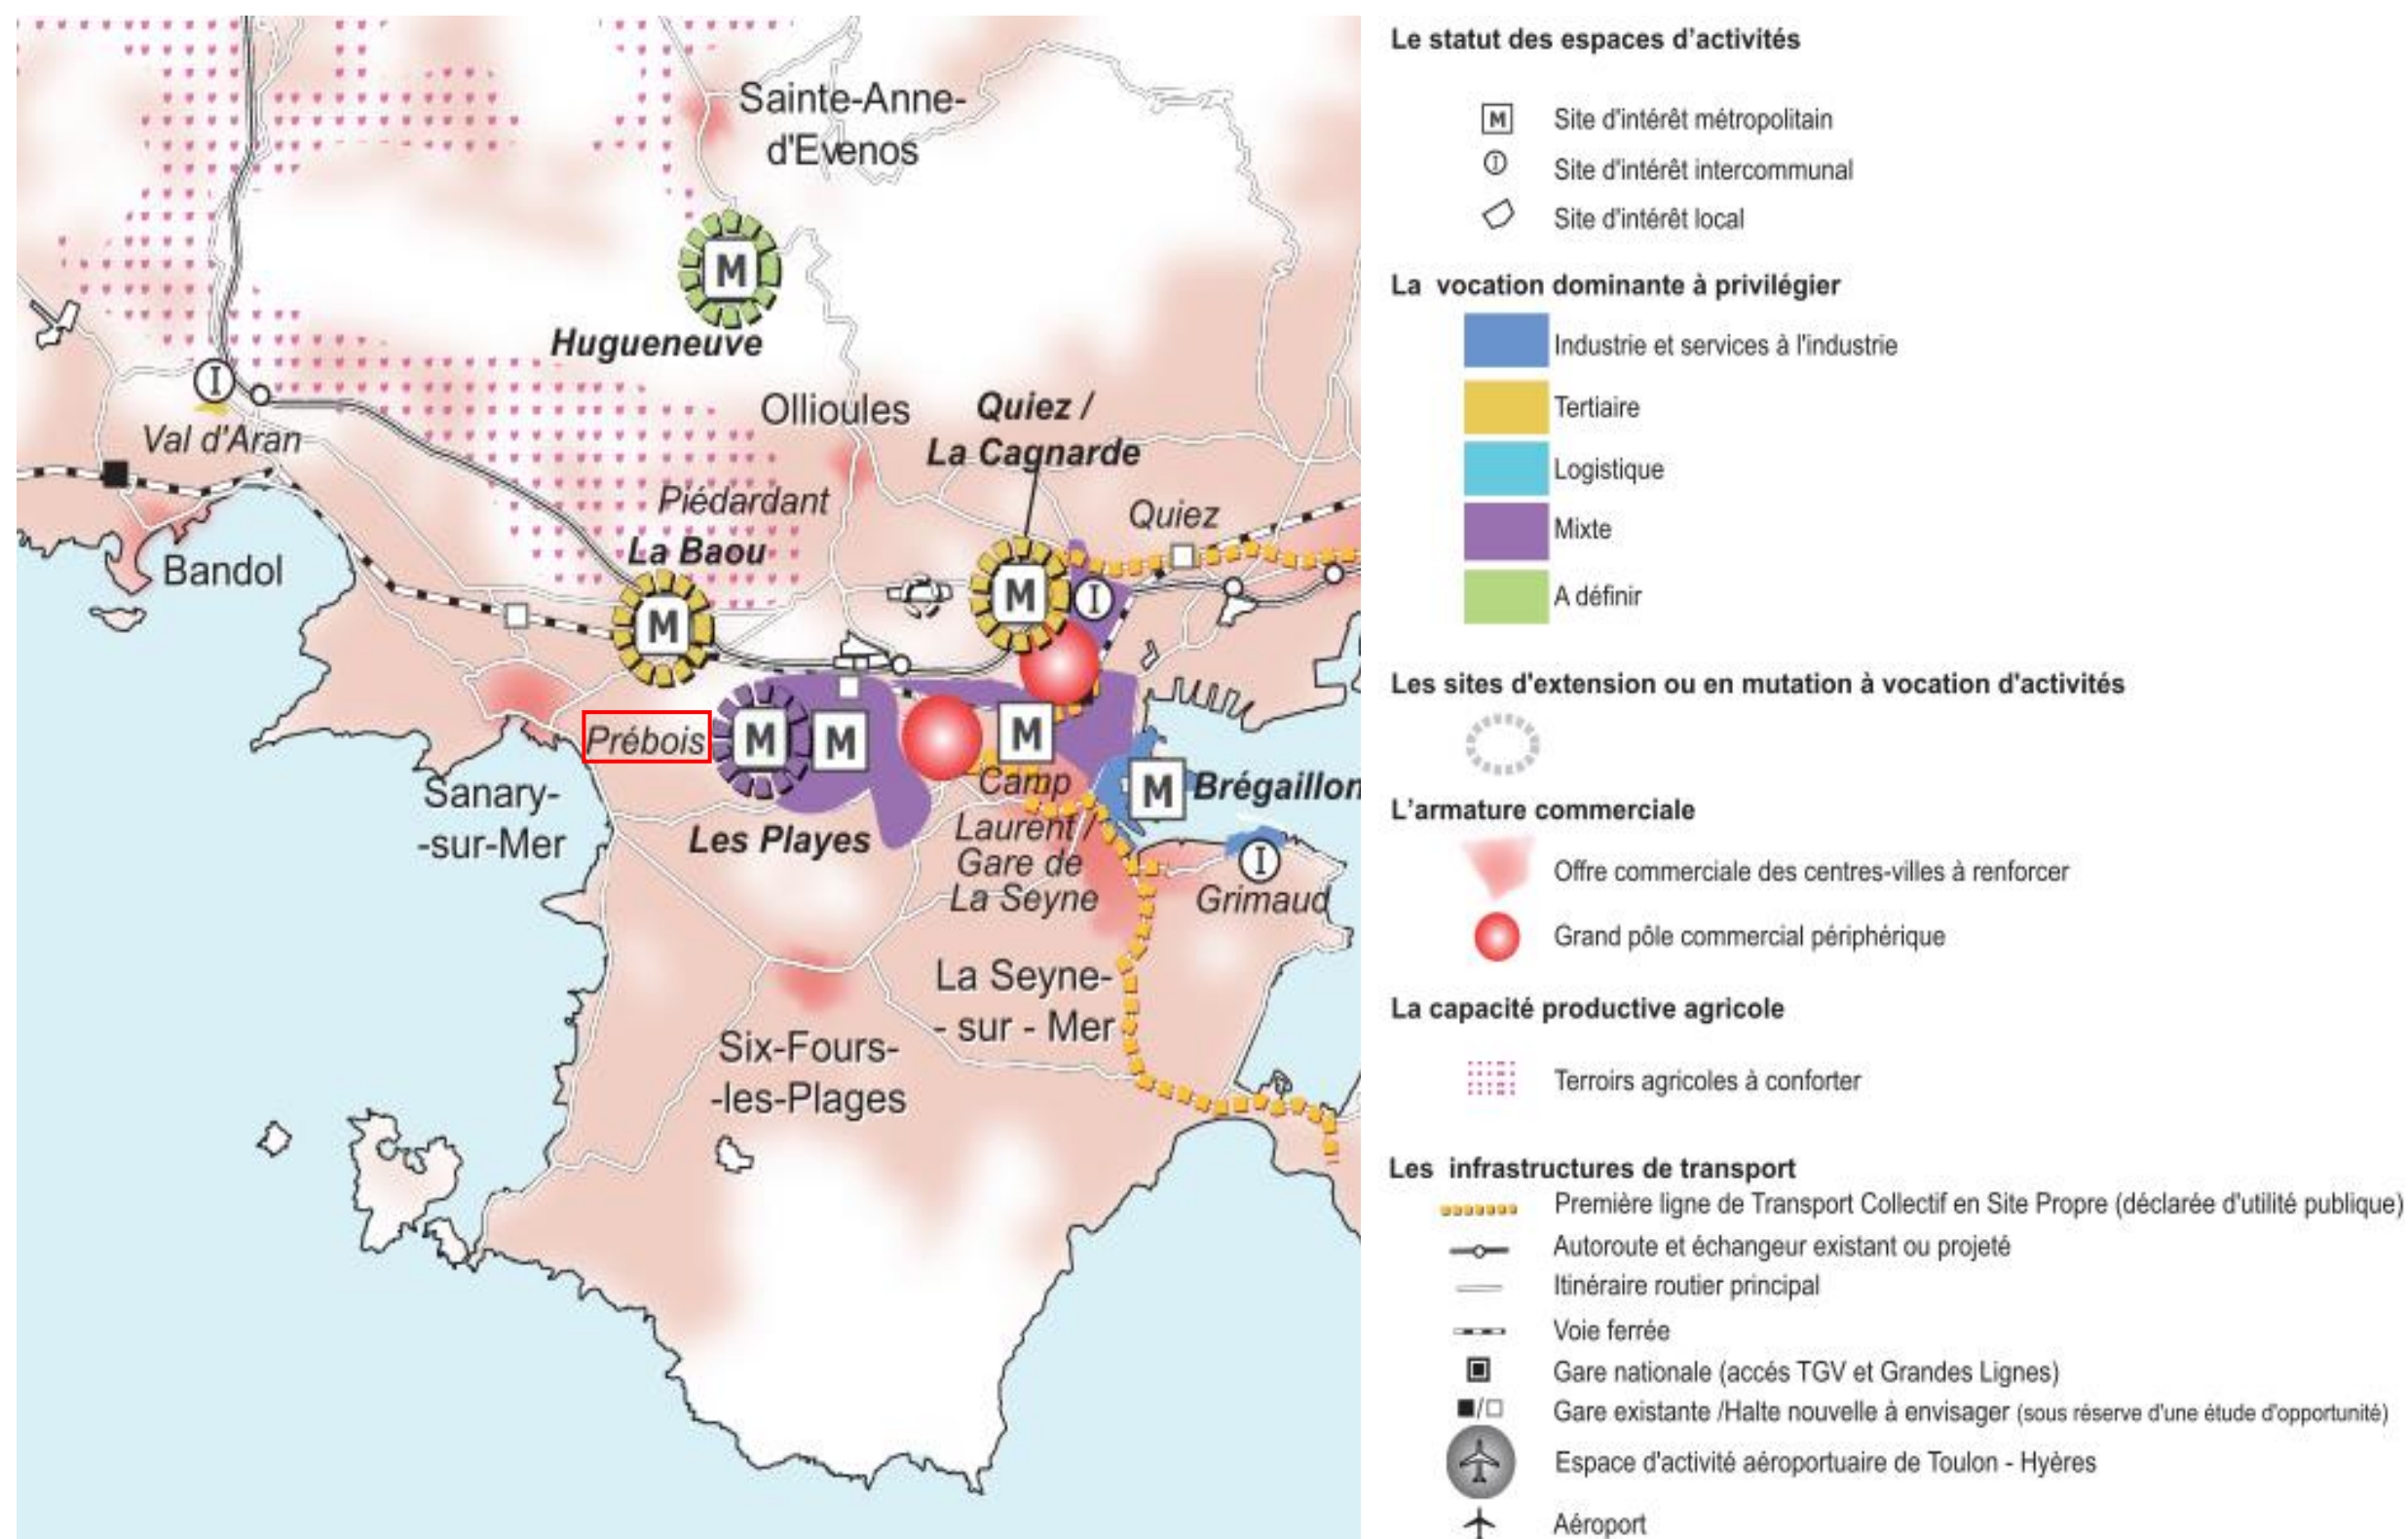 Sainte-Anne-
d'Evenos
M
Hugueneuve
I
Val d'Aran
Ollioules
Quiez /
La Cagnarde
Piédardant
Quiez
La Baou
Bandol
M
M
I
Prébois
M
M
M
Camp
M
Brégaillon
Sanary-
-sur-Mer
Les Playes
Laurent /
Gare de
La Seyne
I
Grimaud
La Seyne-
- sur - Mer
Six-Fours-
-les-Plages
Le statut des espaces d'activités
M Site d'intérêt métropolitain
I Site d'intérêt intercommunal
Site d'intérêt local
La vocation dominante à privilégier
Industrie et services à l'industrie
Tertiaire
Logistique
Mixte
A définir
Les sites d'extension ou en mutation à vocation d'activités
L'armature commerciale
Offre commerciale des centres-villes à renforcer
Grand pôle commercial périphérique
La capacité productive agricole
Terroirs agricoles à conforter
Les infrastructures de transport
Première ligne de Transport Collectif en Site Propre (déclarée d'utilité publique)
Autoroute et échangeur existant ou projeté
Itinéraire routier principal
Voie ferrée
Gare nationale (accés TGV et Grandes Lignes)
/ Gare existante /Halte nouvelle à envisager (sous réserve d'une étude d'opportunité)
Espace d'activité aéroportuaire de Toulon - Hyères
Aéroport